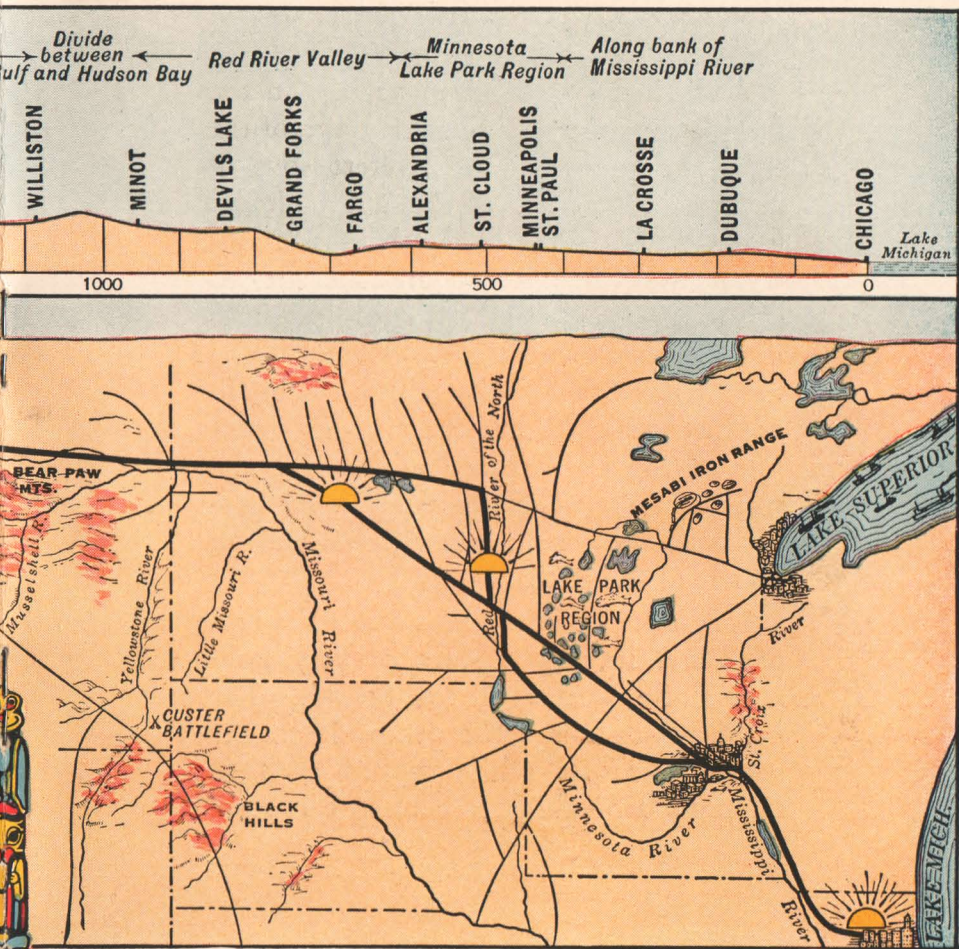 Divide
between
Gulf and Hudson Bay
Red River Valley
Minnesota
Lake Park Region
Along bank of
Mississippi River
WILLISTON
MINOT
DEVILS LAKE
GRAND FORKS
FARGO
ALEXANDRIA
ST. CLOUD
MINNEAPOLIS
ST. PAUL
LA CROSSE
DUBUQUE
CHICAGO
Lake
Michigan
1000
500
0
River of the North
Red
MESABI IRON RANGE
LAKE SUPERIOR
BEAR PAW
MTS.
Musselshell R.
Yellowstone River
Little Missouri R.
Missouri
River
LAKE PARK
REGION
River
St. Croix
CUSTER
BATTLEFIELD
X
BLACK
HILLS
Minnesota River
Mississippi
River
LAKE MICH.